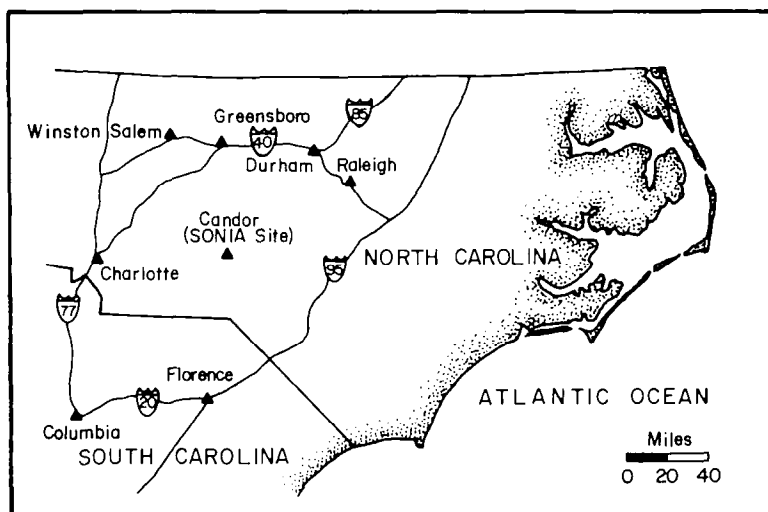 Greensboro
85
Winston Salem
40
Durham
Raleigh
Candor
(SONIA Site)
NORTH CAROLINA
95
Charlotte
77
Florence
20
ATLANTIC OCEAN
Columbia
SOUTH CAROLINA
Miles
0 20 40